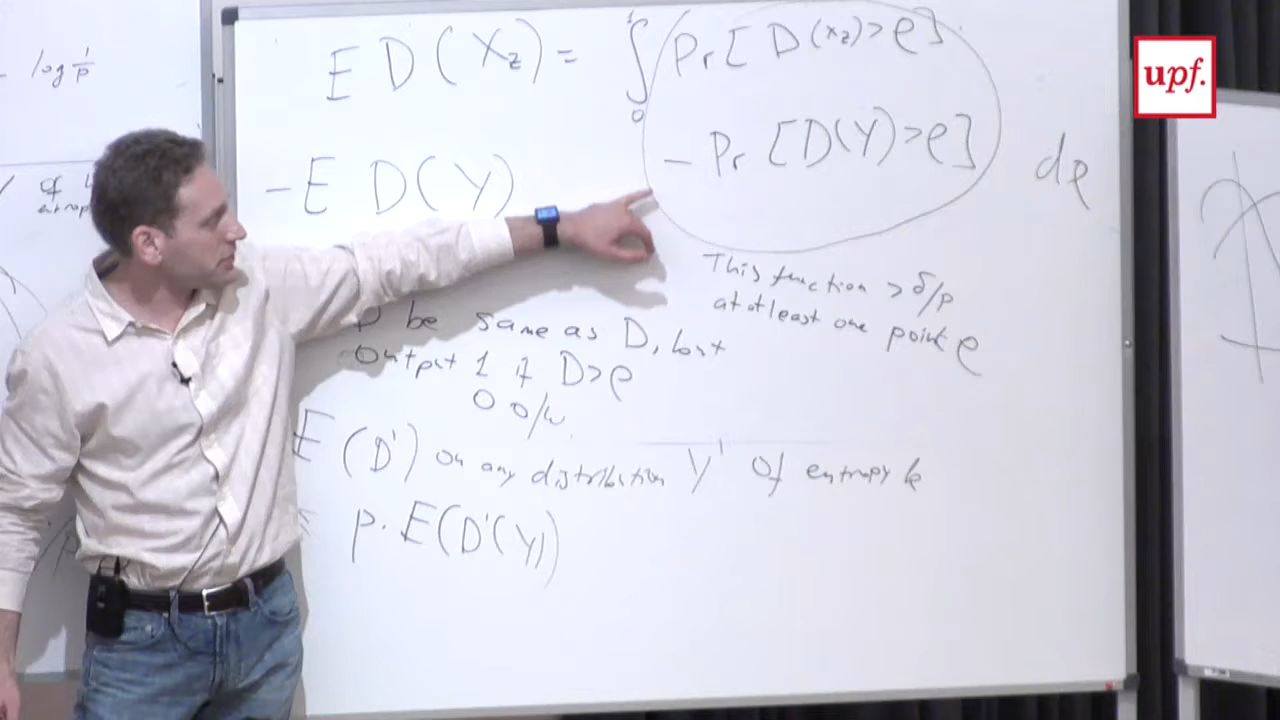 - log 1/p
E D(X_z) = ∫₀¹ Pr[D(X_z) > ρ]
- E D(Y)
- Pr[D(Y) > ρ] dρ
This function > δ/p
at at least one point ρ
be same as D, but
output 1 if D > ρ
0 o/w.
E(D') on any distribution Y' of entropy k
p · E(D'(Y))
upf.